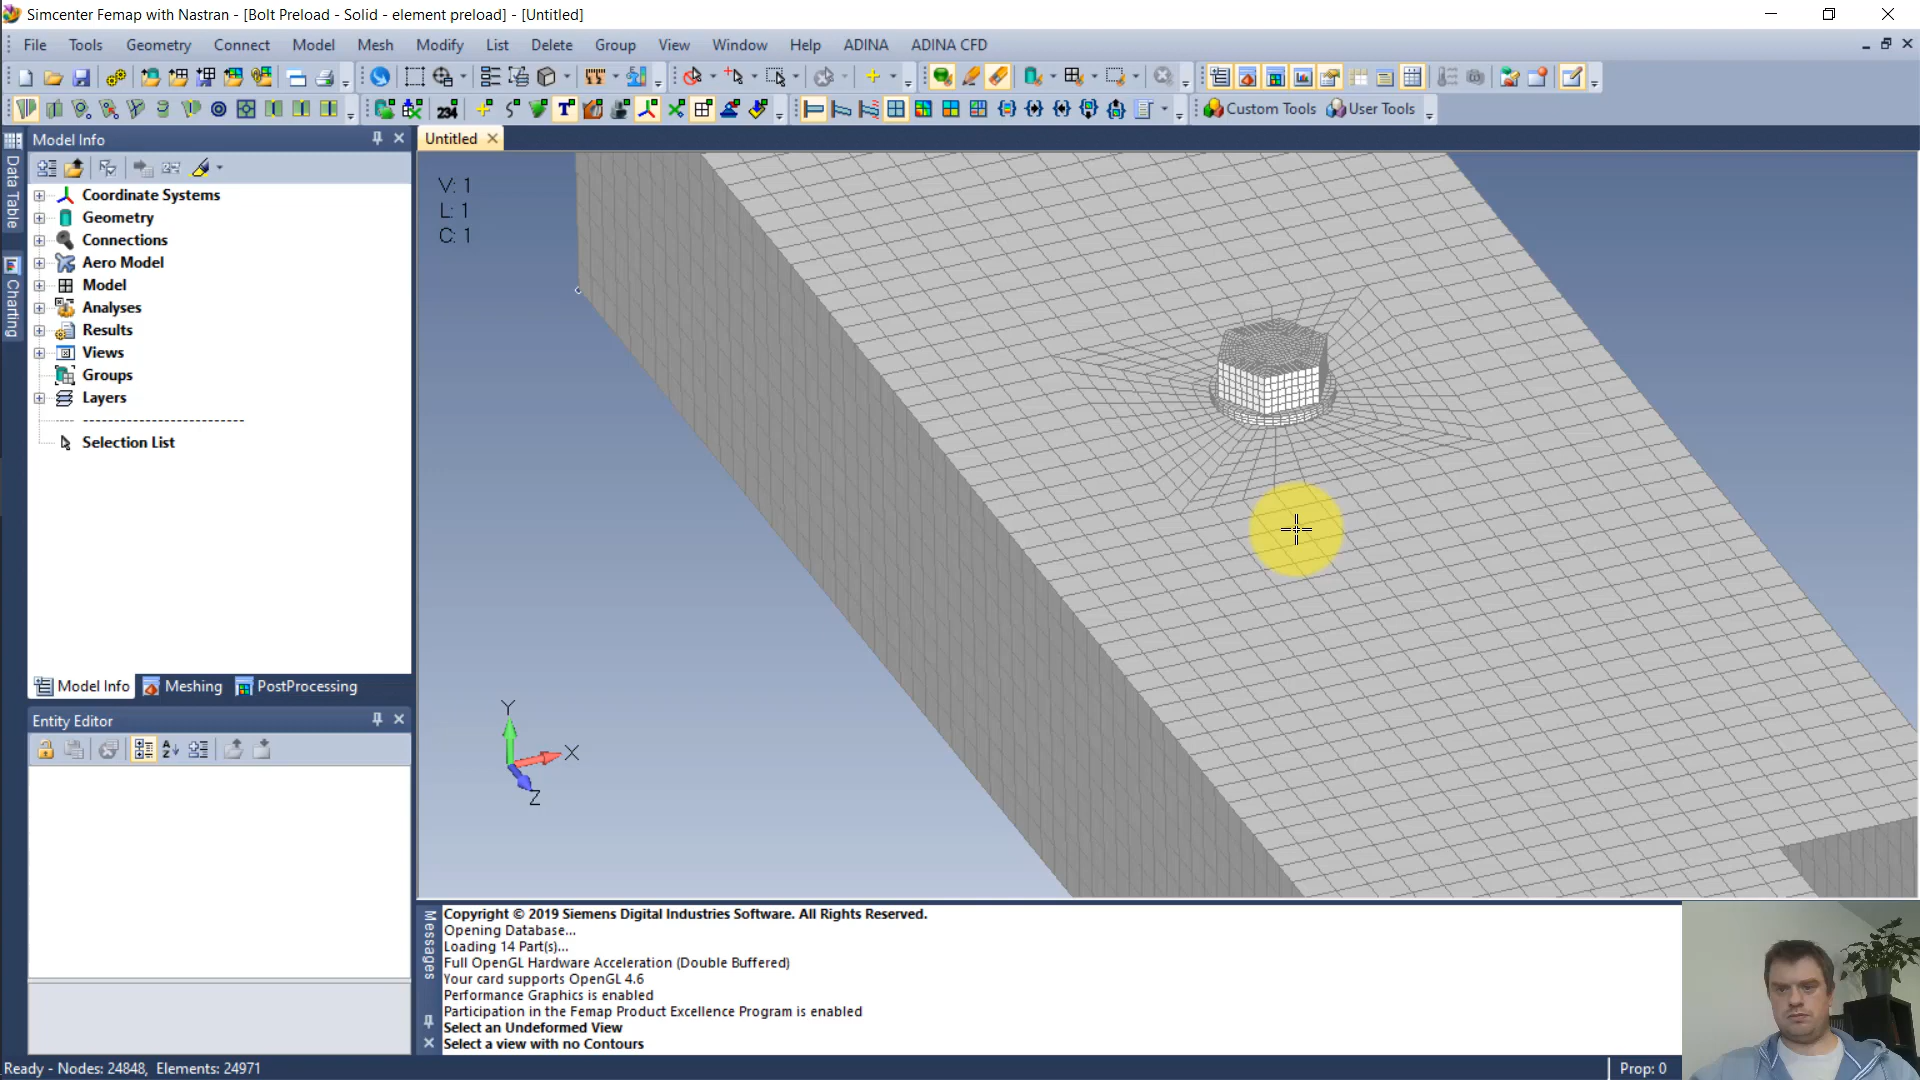 Simcenter Femap with Nastran - [Bolt Preload - Solid - element preload] - [Untitled]
File Tools Geometry Connect Model Mesh Modify List Delete Group View Window Help ADINA ADINA CFD
234 T Custom Tools User Tools
Model Info
Untitled
Data Table
Charting
Coordinate Systems
Geometry
Connections
Aero Model
Model
Analyses
Results
Views
Groups
Layers
Selection List
Model Info Meshing PostProcessing
Entity Editor
V: 1
L: 1
C: 1
Y
X
Z
Messages
Copyright © 2019 Siemens Digital Industries Software. All Rights Reserved.
Opening Database...
Loading 14 Part(s)...
Full OpenGL Hardware Acceleration (Double Buffered)
Your card supports OpenGL 4.6
Performance Graphics is enabled
Participation in the Femap Product Excellence Program is enabled
Select an Undeformed View
Select a view with no Contours
Ready - Nodes: 24848, Elements: 24971
Prop: 0